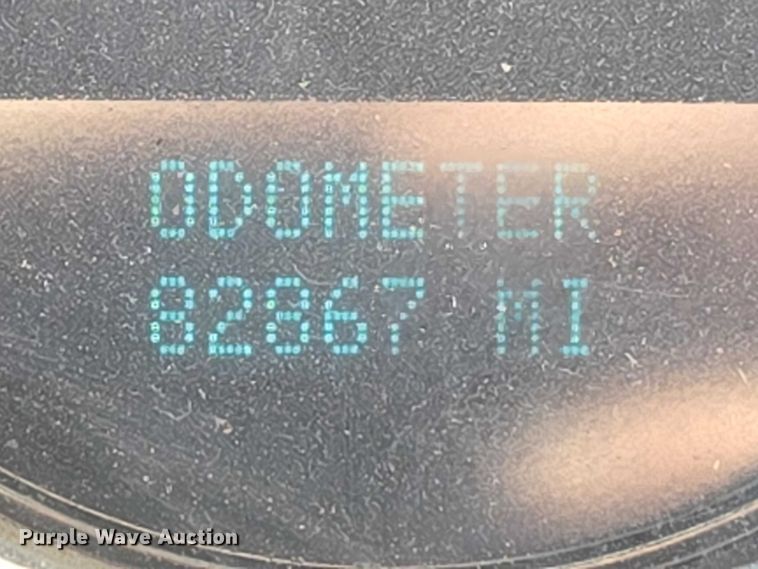 ODOMETER
82867 MI
Purple Wave Auction